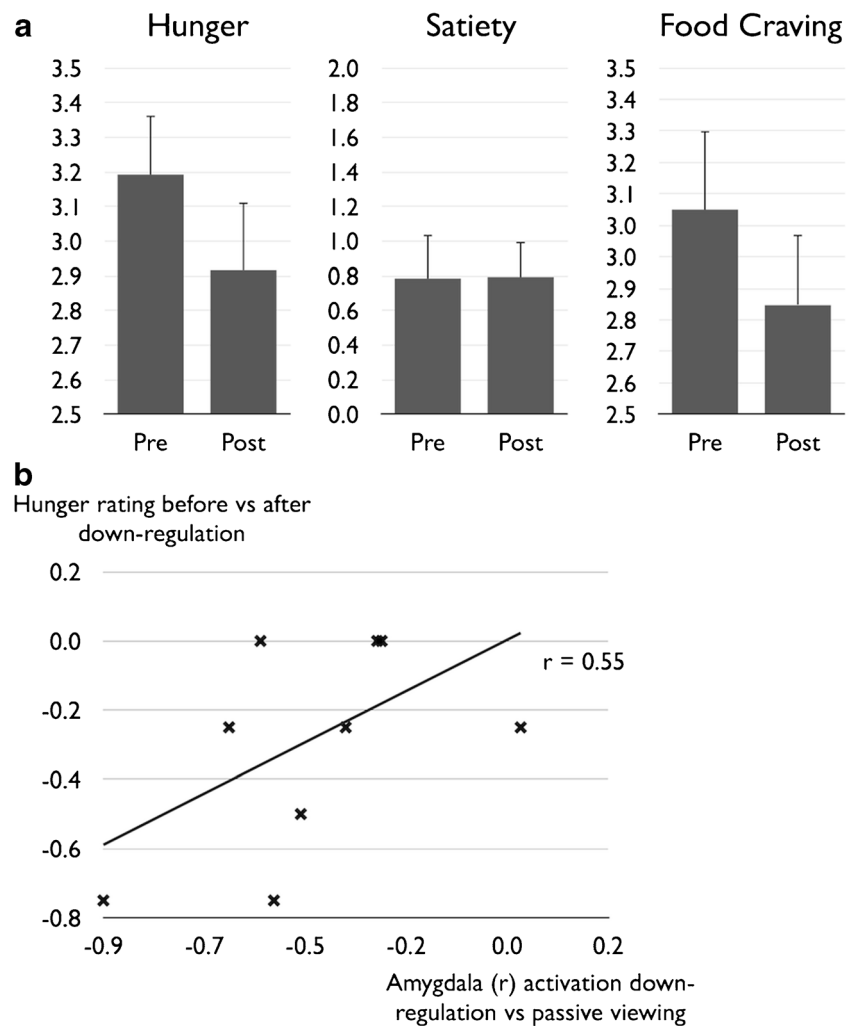 a
Hunger
Satiety
Food Craving
3.5
3.4
3.3
3.2
3.1
3.0
2.9
2.8
2.7
2.6
2.5
Pre
Post
2.0
1.8
1.6
1.4
1.2
1.0
0.8
0.6
0.4
0.2
0.0
Pre
Post
3.5
3.4
3.3
3.2
3.1
3.0
3.0
2.9
2.8
2.7
2.6
2.5
Pre
Post
b
Hunger rating before vs after
down-regulation
0.2
0.0
-0.2
-0.4
-0.6
-0.8
r = 0.55
-0.9
-0.7
-0.5
-0.2
0.0
0.2
Amygdala (r) activation down-
regulation vs passive viewing